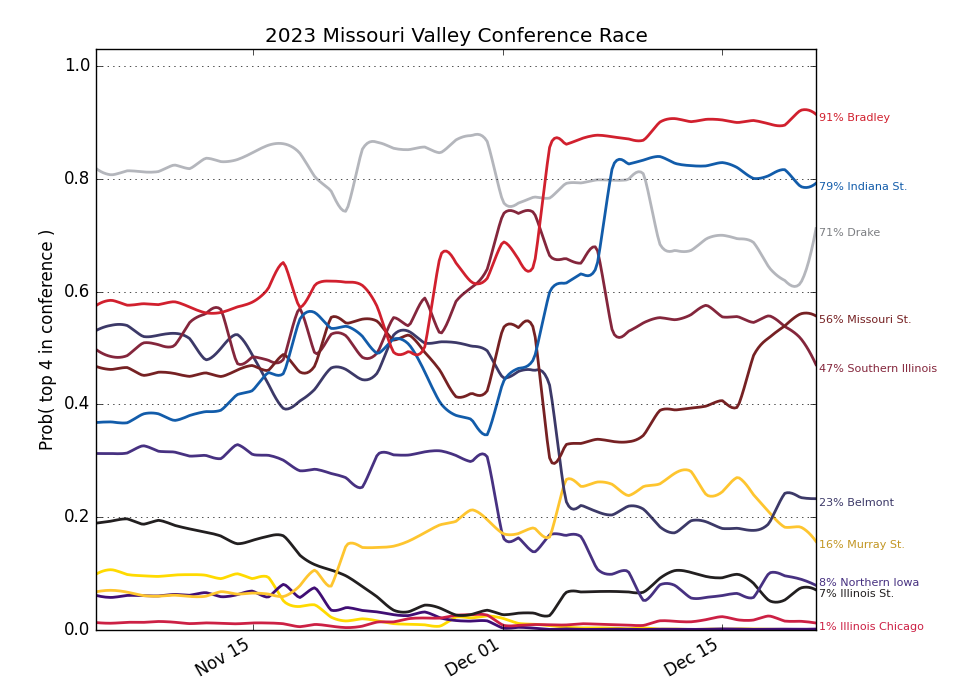 2023 Missouri Valley Conference Race
Prob( top 4 in conference )
1.0
0.8
0.6
0.4
0.2
0.0
Nov 15
Dec 01
Dec 15
91% Bradley
79% Indiana St.
71% Drake
56% Missouri St.
47% Southern Illinois
23% Belmont
16% Murray St.
8% Northern Iowa
7% Illinois St.
1% Illinois Chicago